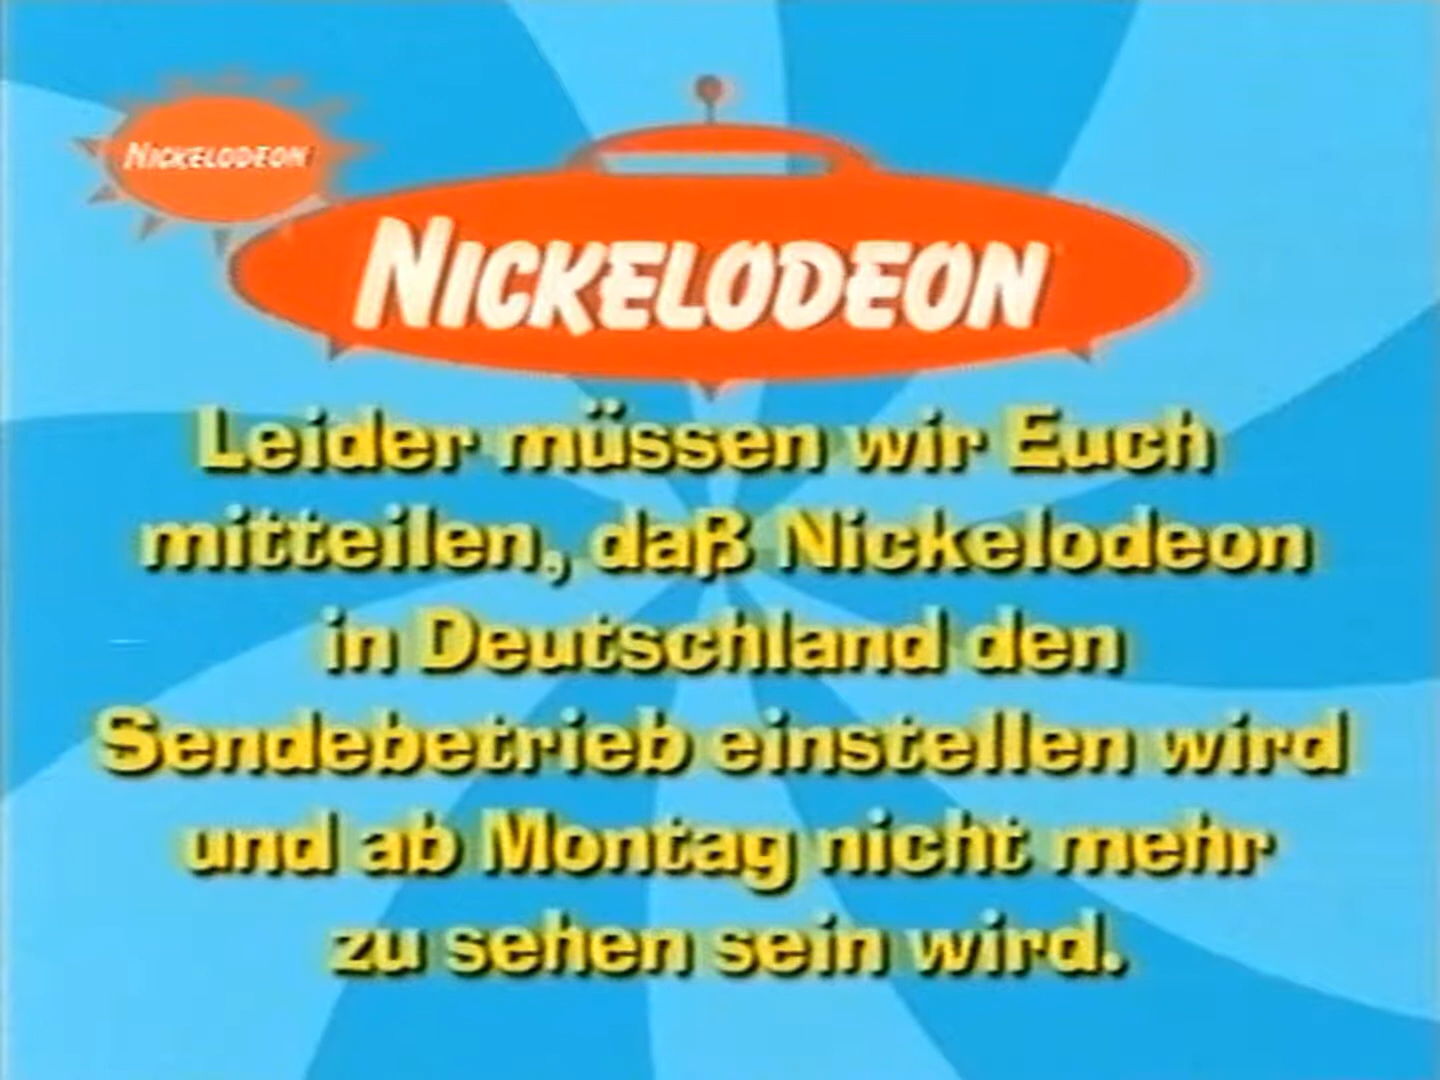 NICKELODEON
NICKELODEON
Leider müssen wir Euch
mitteilen, daß Nickelodeon
in Deutschland den
Sendebetrieb einstellen wird
und ab Montag nicht mehr
zu sehen sein wird.